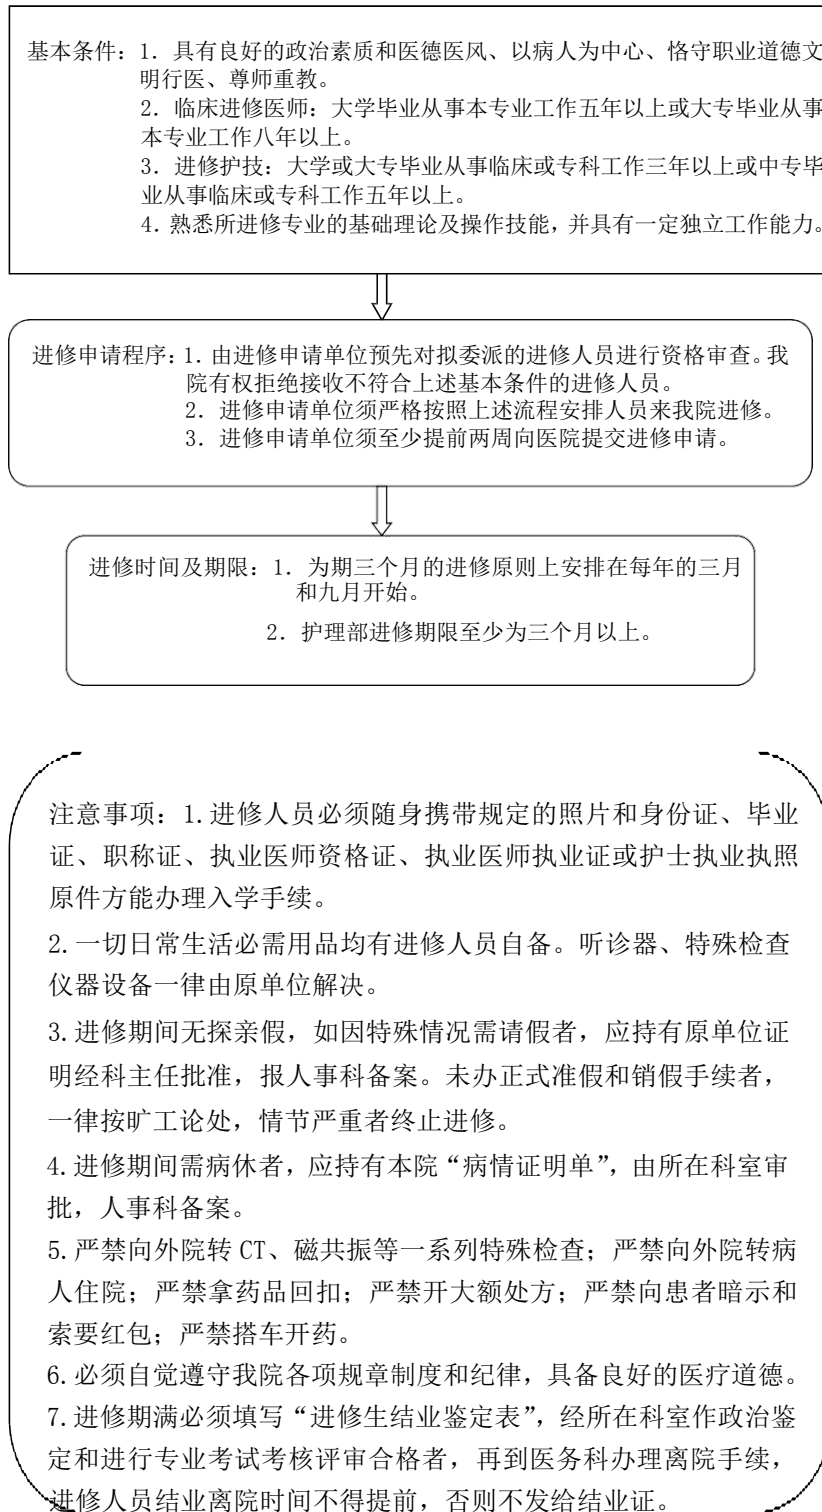 基本条件：1. 具有良好的政治素质和医德医风、以病人为中心、恪守职业道德文
明行医、尊师重教。
2. 临床进修医师：大学毕业从事本专业工作五年以上或大专毕业从事
本专业工作八年以上。
3. 进修护技：大学或大专毕业从事临床或专科工作三年以上或中专毕
业从事临床或专科工作五年以上。
4. 熟悉所进修专业的基础理论及操作技能，并具有一定独立工作能力。
进修申请程序：1. 由进修申请单位预先对拟委派的进修人员进行资格审查。我
院有权拒绝接收不符合上述基本条件的进修人员。
2. 进修申请单位须严格按照上述流程安排人员来我院进修。
3. 进修申请单位须至少提前两周向医院提交进修申请。
进修时间及期限：1. 为期三个月的进修原则上安排在每年的三月
和九月开始。
2. 护理部进修期限至少为三个月以上。
注意事项：1.进修人员必须随身携带规定的照片和身份证、毕业
证、职称证、执业医师资格证、执业医师执业证或护士执业执照
原件方能办理入学手续。
2.一切日常生活必需用品均有进修人员自备。听诊器、特殊检查
仪器设备一律由原单位解决。
3.进修期间无探亲假，如因特殊情况需请假者，应持有原单位证
明经科主任批准，报人事科备案。未办正式准假和销假手续者，
一律按旷工论处，情节严重者终止进修。
4.进修期间需病休者，应持有本院“病情证明单”，由所在科室审
批，人事科备案。
5.严禁向外院转 CT、磁共振等一系列特殊检查；严禁向外院转病
人住院；严禁拿药品回扣；严禁开大额处方；严禁向患者暗示和
索要红包；严禁搭车开药。
6.必须自觉遵守我院各项规章制度和纪律，具备良好的医疗道德。
7.进修期满必须填写“进修生结业鉴定表”，经所在科室作政治鉴
定和进行专业考试考核评审合格者，再到医务科办理离院手续，
进修人员结业离院时间不得提前，否则不发给结业证。